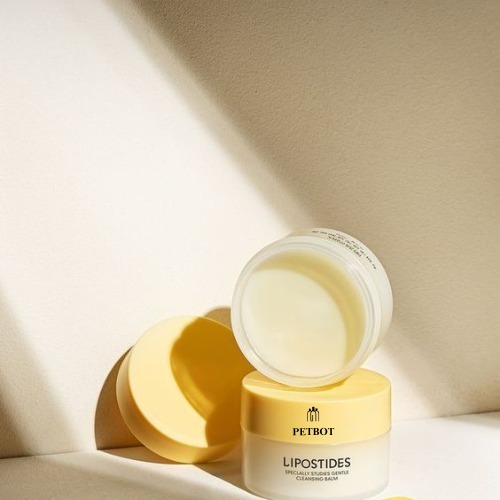 PETBOT
LIPOSTIDES
SPECIALLY STUDIES GENTLE
CLEANSING BALM